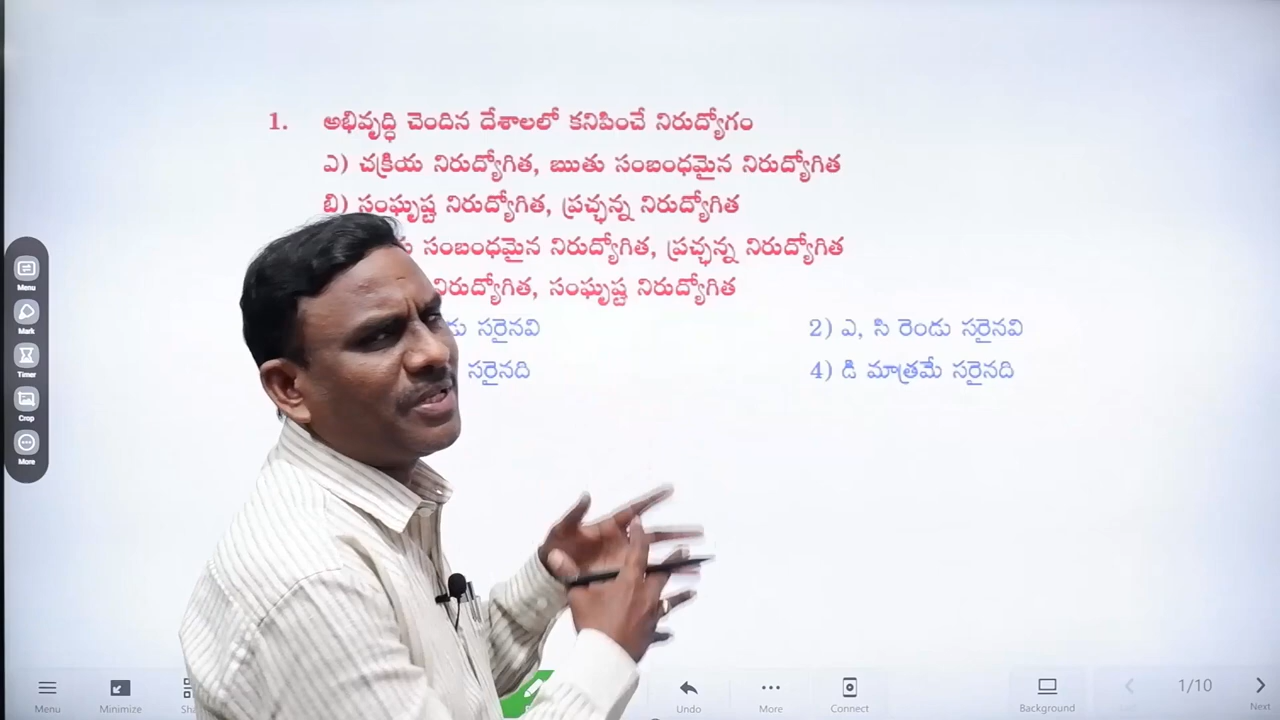 1. అభివృద్ధి చెందిన దేశాలలో కనిపించే నిరుద్యోగం
ఎ) చక్రియ నిరుద్యోగిత, ఋతు సంబంధమైన నిరుద్యోగిత
బి) సంఘృష్ట నిరుద్యోగిత, ప్రచ్ఛన్న నిరుద్యోగిత
సంబంధమైన నిరుద్యోగిత, ప్రచ్ఛన్న నిరుద్యోగిత
నిరుద్యోగిత, సంఘృష్ట నిరుద్యోగిత
సరైనవి 2) ఎ, సి రెండు సరైనవి
సరైనది 4) డి మాత్రమే సరైనది
Menu
Mark
Timer
Crop
More
Menu Minimize Undo More Connect Background 1/10 Next